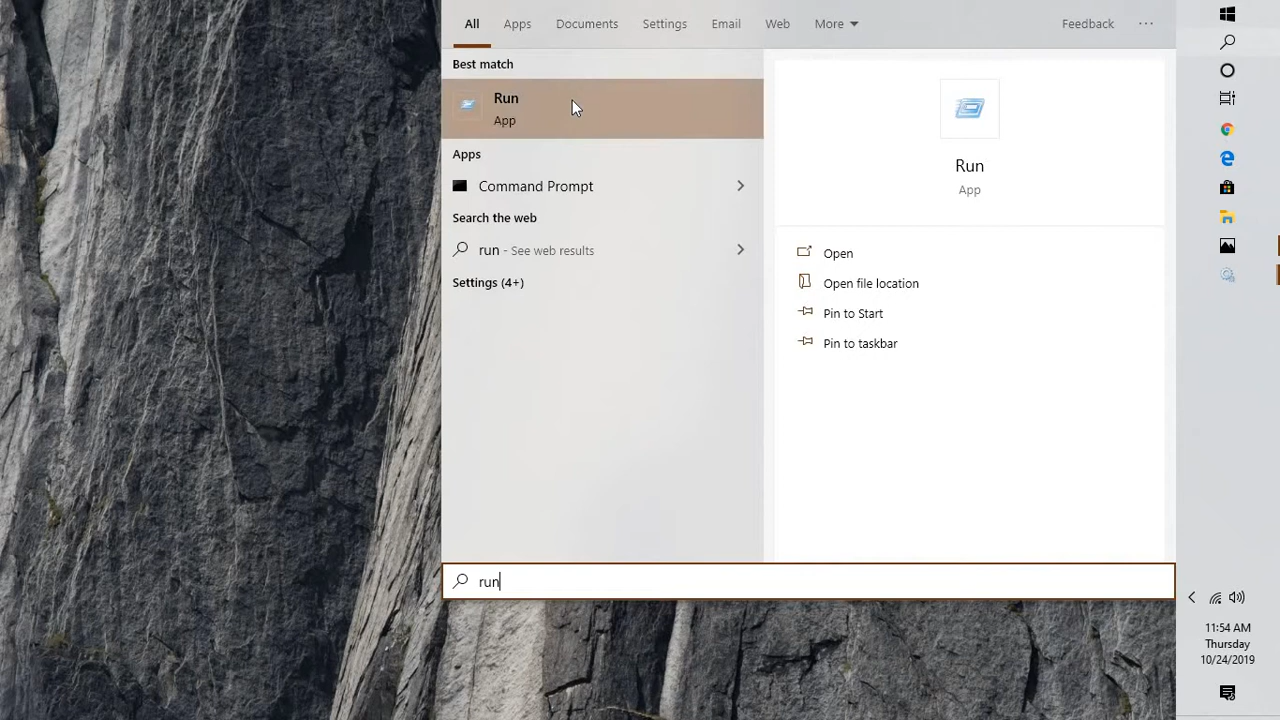 All Apps Documents Settings Email Web More Feedback ...
Best match
Run
App
Apps
Command Prompt
Search the web
run - See web results
Settings (4+)
Run
App
Open
Open file location
Pin to Start
Pin to taskbar
run
11:54 AM
Thursday
10/24/2019